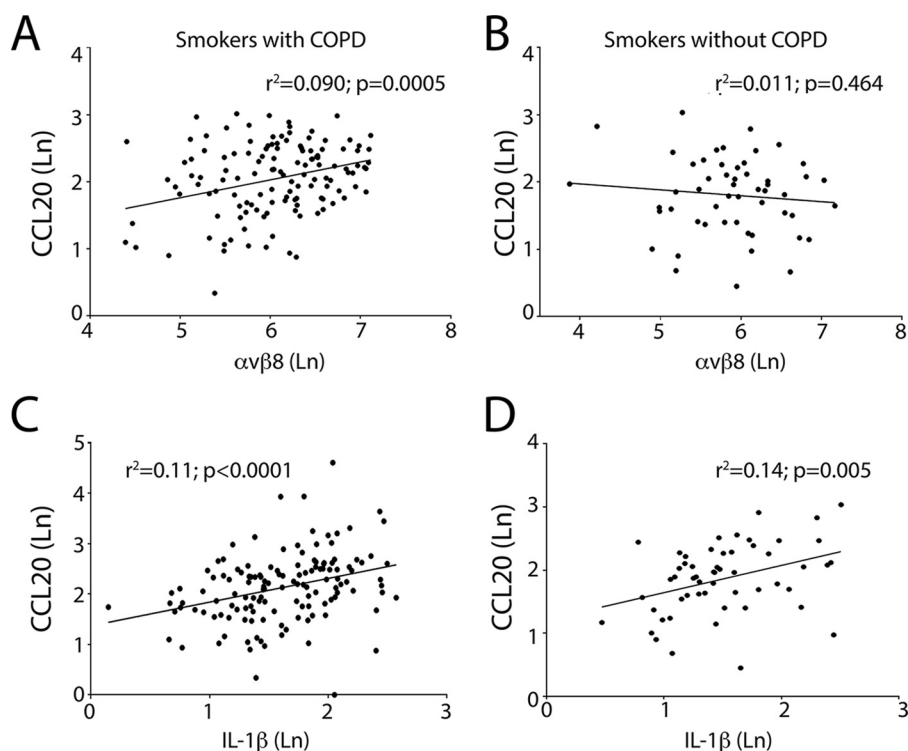 A
Smokers with COPD
r²=0.090; p=0.0005
CCL20 (Ln)
4
3
2
1
0
4 5 6 7 8
αvβ8 (Ln)
B
Smokers without COPD
r²=0.011; p=0.464
CCL20 (Ln)
4
3
2
1
0
4 5 6 7 8
αvβ8 (Ln)
C
r²=0.11; p<0.0001
CCL20 (Ln)
5
4
3
2
1
0
0 1 2 3
IL-1β (Ln)
D
r²=0.14; p=0.005
CCL20 (Ln)
4
3
2
1
0
0 1 2 3
IL-1β (Ln)